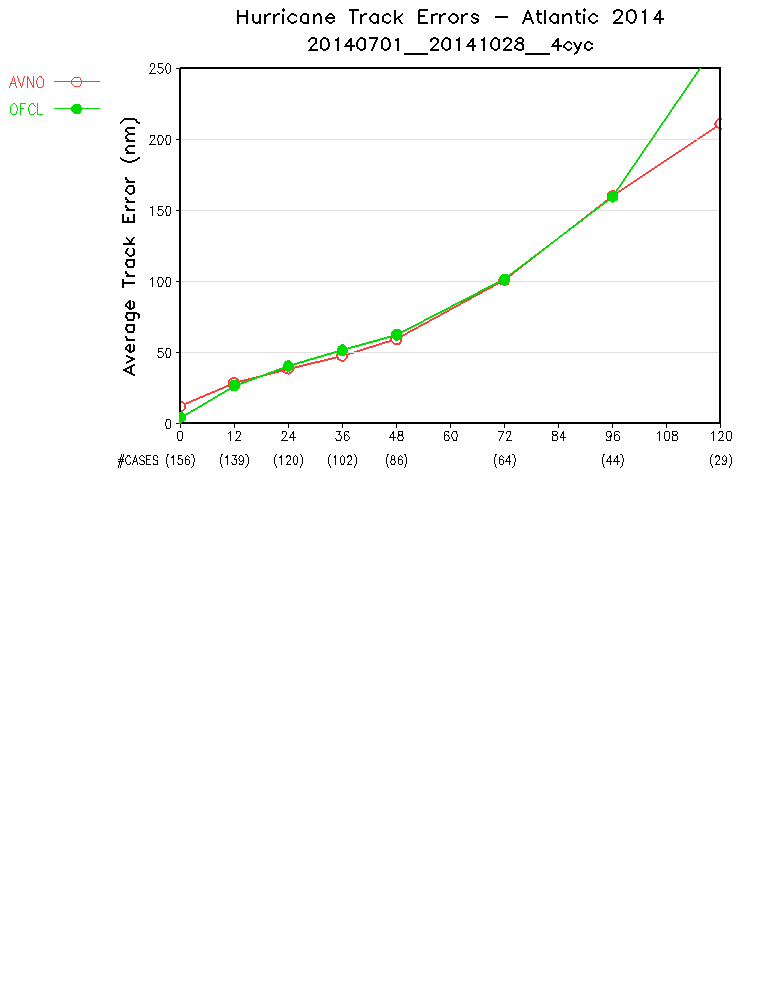 Hurricane Track Errors – Atlantic 2014
20140701__20141028__4cyc
AVNO
OFCL
Average Track Error (nm)
250
200
150
100
50
0
0 12 24 36 48 60 72 84 96 108 120
#CASES (156) (139) (120) (102) (86) (64) (44) (29)